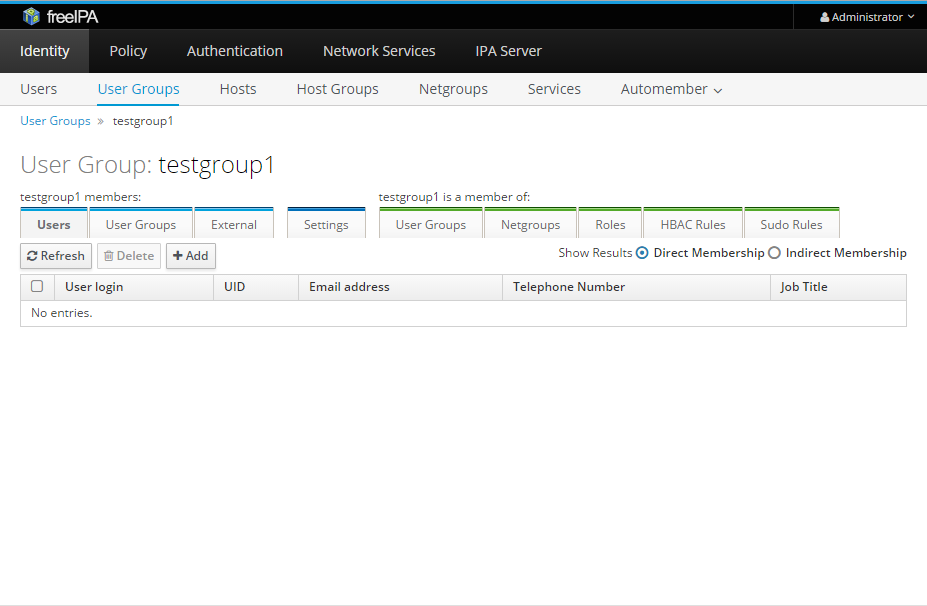 freeIPA Administrator
Identity Policy Authentication Network Services IPA Server
Users User Groups Hosts Host Groups Netgroups Services Automember
User Groups » testgroup1
User Group: testgroup1
testgroup1 members: testgroup1 is a member of:
Users User Groups External Settings User Groups Netgroups Roles HBAC Rules Sudo Rules
Refresh Delete + Add Show Results Direct Membership Indirect Membership
User login UID Email address Telephone Number Job Title
No entries.